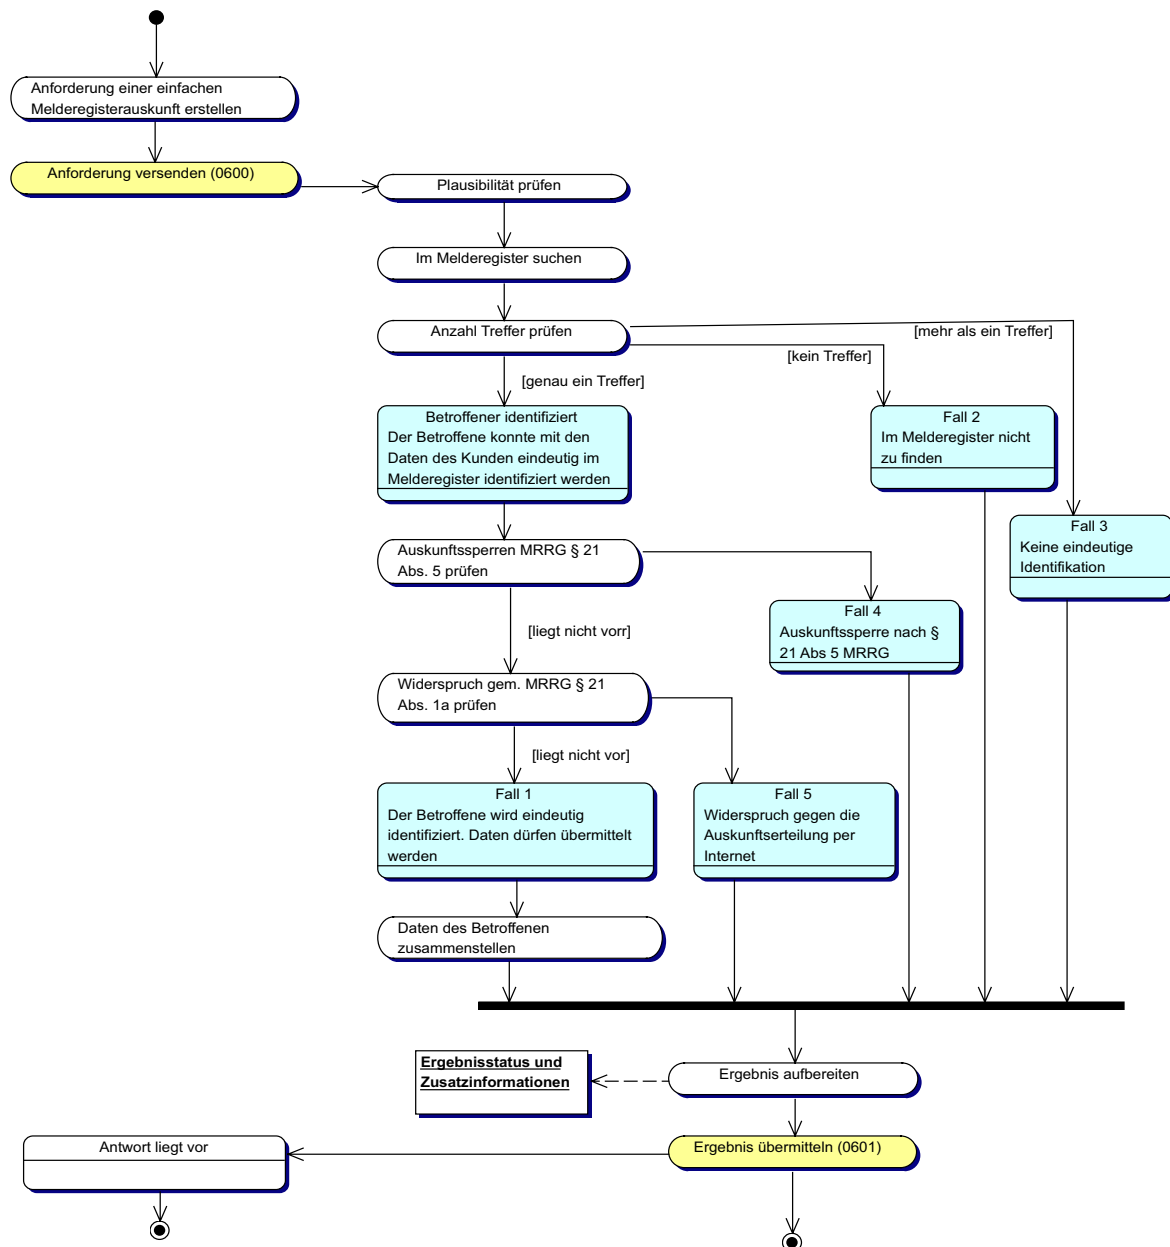 Anforderung einer einfachen
Melderegisterauskunft erstellen
Anforderung versenden (0600)
Plausibilität prüfen
Im Melderegister suchen
Anzahl Treffer prüfen
[mehr als ein Treffer]
[kein Treffer]
[genau ein Treffer]
Betroffener identifiziert
Der Betroffene konnte mit den
Daten des Kunden eindeutig im
Melderegister identifiziert werden
Fall 2
Im Melderegister nicht
zu finden
Fall 3
Keine eindeutige
Identifikation
Auskunftssperren MRRG § 21
Abs. 5 prüfen
Fall 4
Auskunftssperre nach §
21 Abs 5 MRRG
[liegt nicht vorr]
Widerspruch gem. MRRG § 21
Abs. 1a prüfen
[liegt nicht vor]
Fall 1
Der Betroffene wird eindeutig
identifiziert. Daten dürfen übermittelt
werden
Fall 5
Widerspruch gegen die
Auskunftserteilung per
Internet
Daten des Betroffenen
zusammenstellen
Ergebnisstatus und
Zusatzinformationen
Ergebnis aufbereiten
Antwort liegt vor
Ergebnis übermitteln (0601)